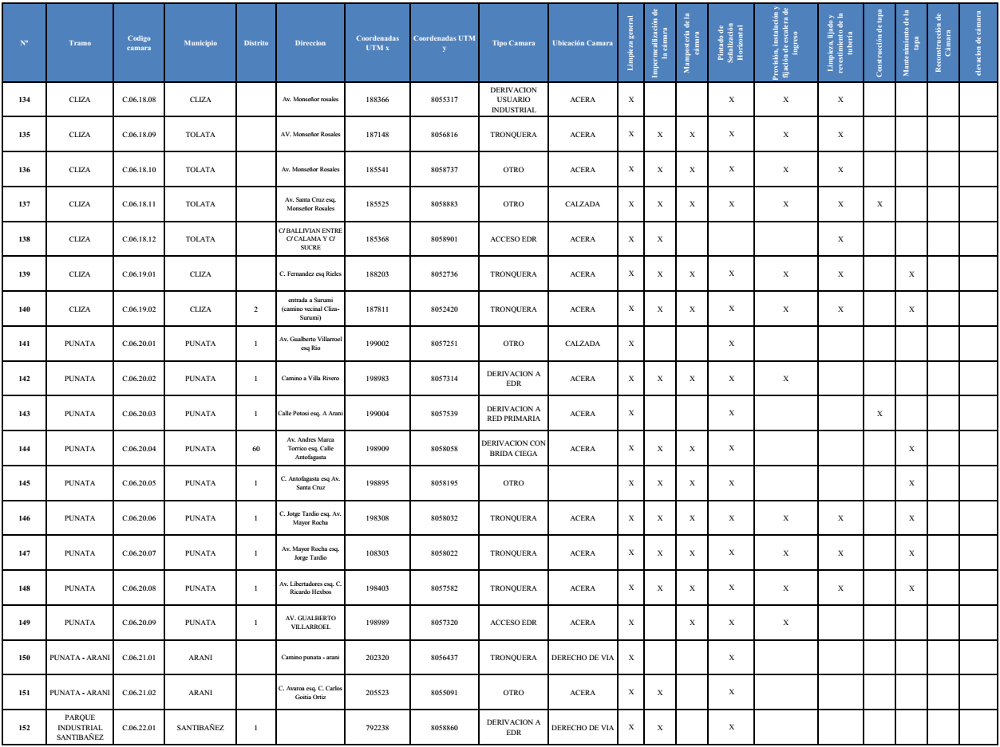 Nº Tramo Codigo camara Municipio Distrito Direccion Coordenadas UTM x Coordenadas UTM y Tipo Camara Ubicación Camara Limpieza general Impermealización de la cámara Mampostería de la cámara Pintado de Señalización Horizontal Provisión, instalación y fijación de escalera de ingreso Limpieza, lijado y revestimiento de la tubería Construcción de tapa Mantenimiento de la tapa Reconstrucción de Cámara elevacion de cámara
134 CLIZA C.06.18.08 CLIZA Av. Monseñor rosales 188366 8055317 DERIVACION USUARIO INDUSTRIAL ACERA X X X X
135 CLIZA C.06.18.09 TOLATA AV. Monseñor Rosales 187148 8056816 TRONQUERA ACERA X X X X X X
136 CLIZA C.06.18.10 TOLATA Av. Monseñor Rosales 185541 8058737 OTRO ACERA X X X X X X
137 CLIZA C.06.18.11 TOLATA Av. Santa Cruz esq. Monseñor Rosales 185525 8058883 OTRO CALZADA X X X X X X X
138 CLIZA C.06.18.12 TOLATA C/ BALLIVIAN ENTRE C/ CALAMA Y C/ SUCRE 185368 8058901 ACCESO EDR ACERA X X X
139 CLIZA C.06.19.01 CLIZA C. Fernandez esq Rieles 188203 8052736 TRONQUERA ACERA X X X X X X X
140 CLIZA C.06.19.02 CLIZA 2 entrada a Surumi (camino vecinal Cliza-Surumi) 187811 8052420 TRONQUERA ACERA X X X X X X X
141 PUNATA C.06.20.01 PUNATA 1 Av. Gualberto Villarroel esq Rio 199002 8057251 OTRO CALZADA X X
142 PUNATA C.06.20.02 PUNATA 1 Camino a Villa Rivero 198983 8057314 DERIVACION A EDR ACERA X X X X X
143 PUNATA C.06.20.03 PUNATA 1 Calle Potosi esq. A Arani 199004 8057539 DERIVACION A RED PRIMARIA ACERA X X X
144 PUNATA C.06.20.04 PUNATA 60 Av. Andres Marca Torrico esq. Calle Antofagasta 198909 8058058 DERIVACION CON BRIDA CIEGA ACERA X X X X X
145 PUNATA C.06.20.05 PUNATA 1 C. Antofagasta esq Av. Santa Cruz 198895 8058195 OTRO X X X X X
146 PUNATA C.06.20.06 PUNATA 1 C. Jotge Tardio esq. Av. Mayor Rocha 198308 8058032 TRONQUERA ACERA X X X X X X X
147 PUNATA C.06.20.07 PUNATA 1 Av. Mayor Rocha esq. Jorge Tardio 108303 8058022 TRONQUERA ACERA X X X X X X X
148 PUNATA C.06.20.08 PUNATA 1 Av. Libertadores esq. C. Ricardo Hexbos 198403 8057582 TRONQUERA ACERA X X X X X X X
149 PUNATA C.06.20.09 PUNATA 1 AV. GUALBERTO VILLARROEL 198989 8057320 ACCESO EDR ACERA X X X X
150 PUNATA - ARANI C.06.21.01 ARANI Camino punata - arani 202320 8056437 TRONQUERA DERECHO DE VIA X X
151 PUNATA - ARANI C.06.21.02 ARANI C. Avaroa esq. C. Carlos Goitia Ortiz 205523 8055091 OTRO ACERA X X X
152 PARQUE INDUSTRIAL SANTIBAÑEZ C.06.22.01 SANTIBAÑEZ 1 792238 8058860 DERIVACION A EDR DERECHO DE VIA X X X